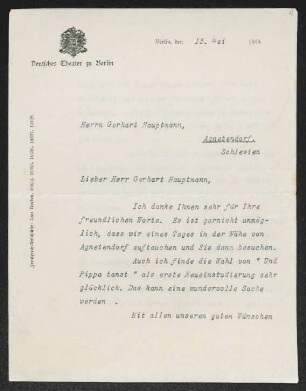 Deutsches Theater zu Berlin
Berlin, den 15. Mai
Herrn Gerhart Hauptmann,
Agnetendorf.
Schlesien
Lieber Herr Gerhart Hauptmann,
Ich danke Ihnen sehr für Ihre
freundlichen Worte. Es ist garnicht unmög-
lich, dass wir eines Tages in der Nähe von
Agnetendorf auftauchen und Sie dann besuchen.
Auch ich finde die Wahl von " Und
Pippa tanzt " als erste Neueinstudierung sehr
glücklich. Das kann eine wundervolle Sache
werden .
Mit allen unseren guten Wünschen